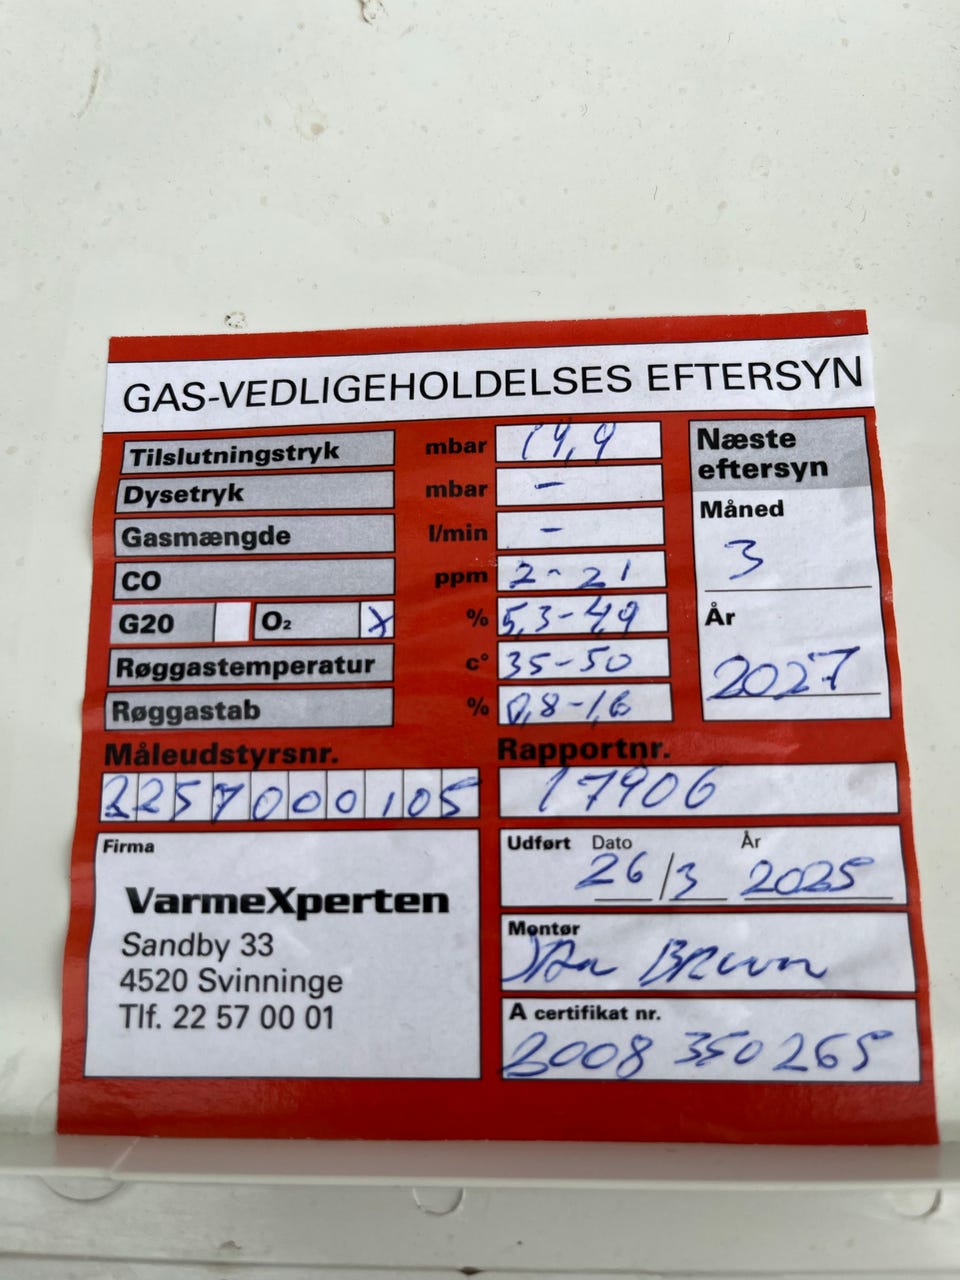 GAS-VEDLIGEHOLDELSES EFTERSYN
Tilslutningstryk mbar 19,9
Dysetryk mbar -
Gasmængde l/min -
CO ppm 2-21
G20 O₂ x % 5,3-4,9
Røggastemperatur c° 35-50
Røggastab % 0,8-1,6
Næste
eftersyn
Måned
3
År
2027
Måleudstyrsnr.
2257000105
Rapportnr.
17906
Firma
VarmeXperten
Sandby 33
4520 Svinninge
Tlf. 22 57 00 01
Udført Dato År
26/3 2025
Montør
Bruun
A certifikat nr.
2008 350265